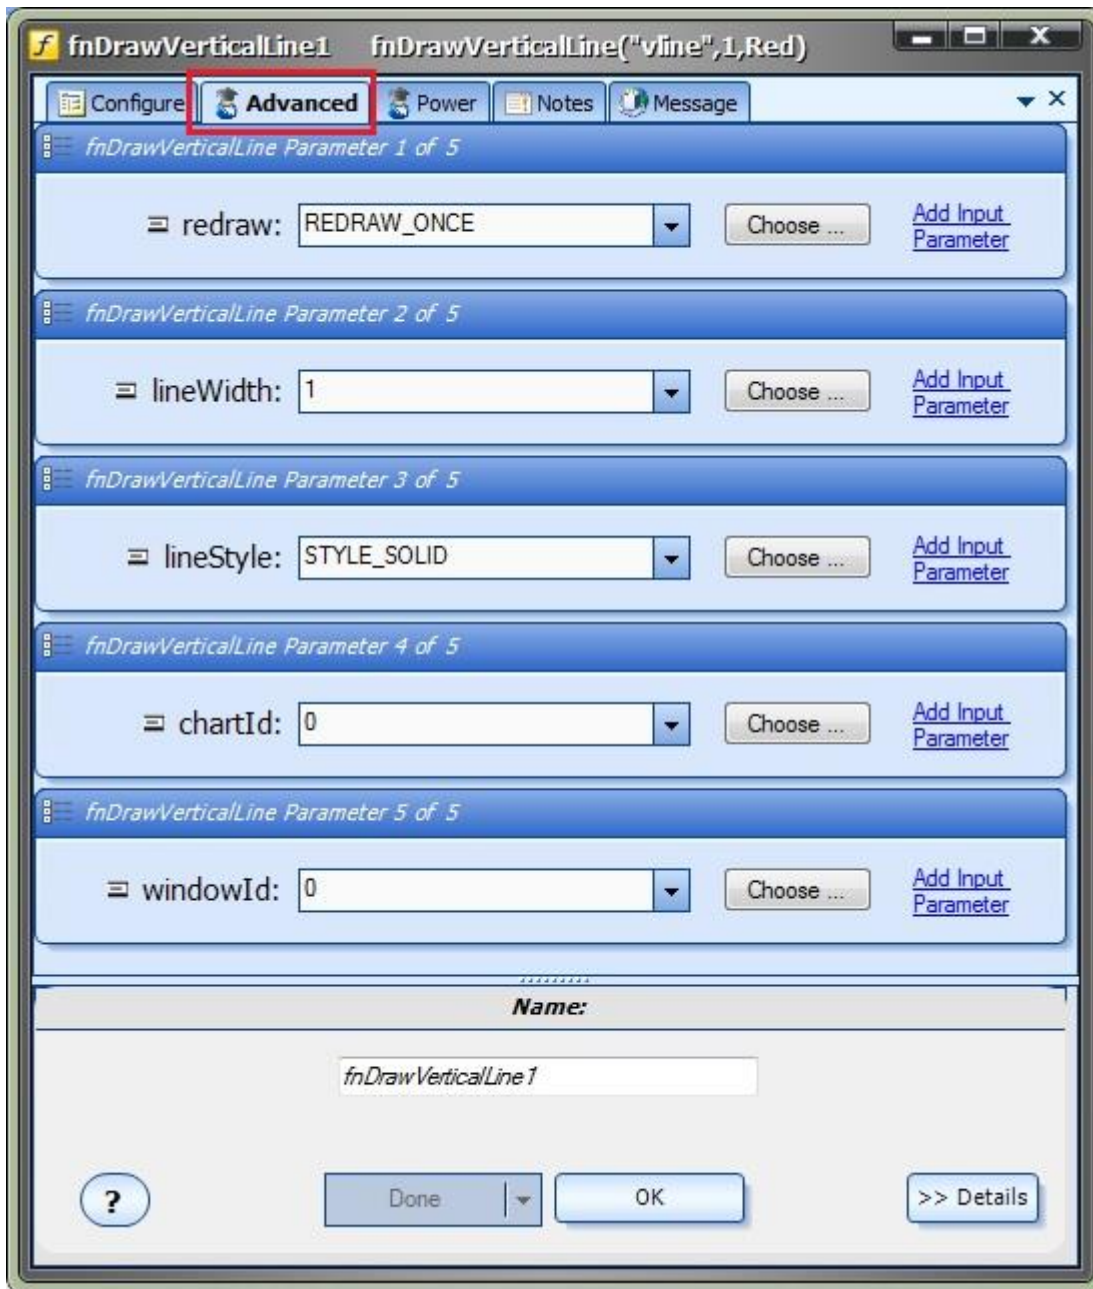 fnDrawVerticalLine1 fnDrawVerticalLine("vline",1,Red)
Configure Advanced Power Notes Message
fnDrawVerticalLine Parameter 1 of 5
redraw: REDRAW_ONCE Choose ... Add Input
Parameter
fnDrawVerticalLine Parameter 2 of 5
lineWidth: 1 Choose ... Add Input
Parameter
fnDrawVerticalLine Parameter 3 of 5
lineStyle: STYLE_SOLID Choose ... Add Input
Parameter
fnDrawVerticalLine Parameter 4 of 5
chartId: 0 Choose ... Add Input
Parameter
fnDrawVerticalLine Parameter 5 of 5
windowId: 0 Choose ... Add Input
Parameter
Name:
fnDrawVerticalLine1
? Done OK >> Details